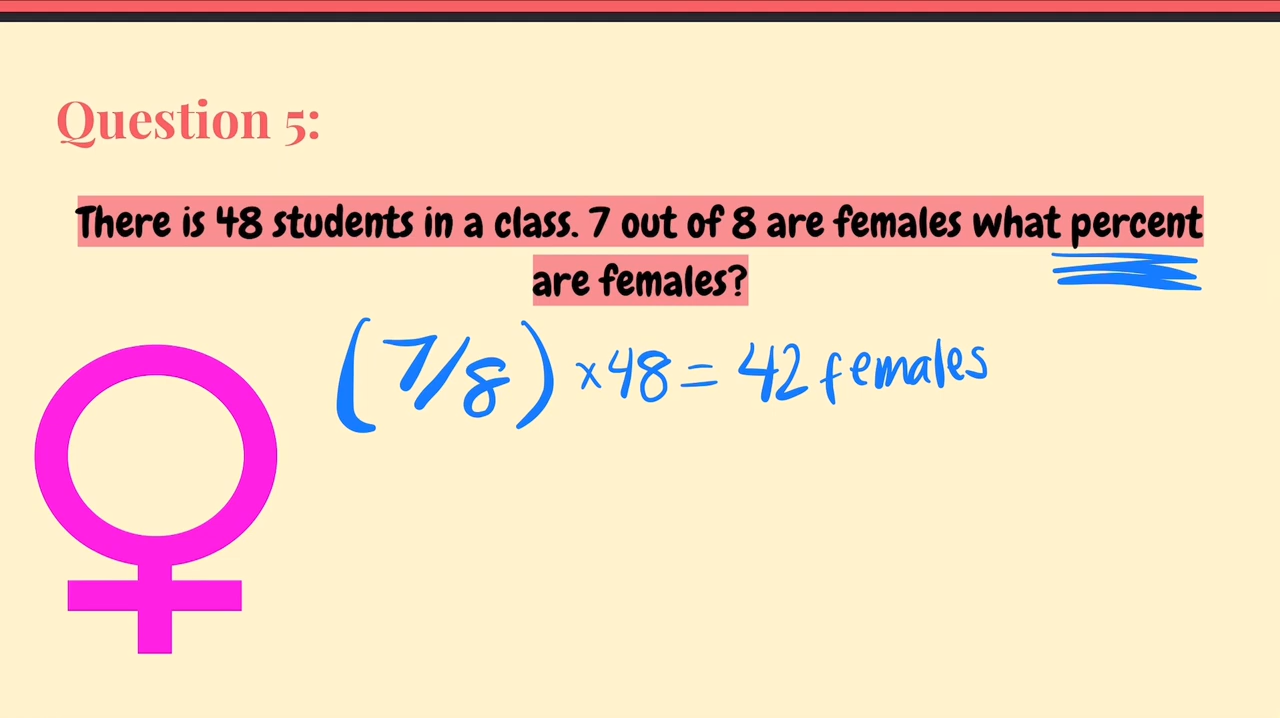 Question 5:
There is 48 students in a class. 7 out of 8 are females what percent
are females?
(7/8) x 48 = 42 females